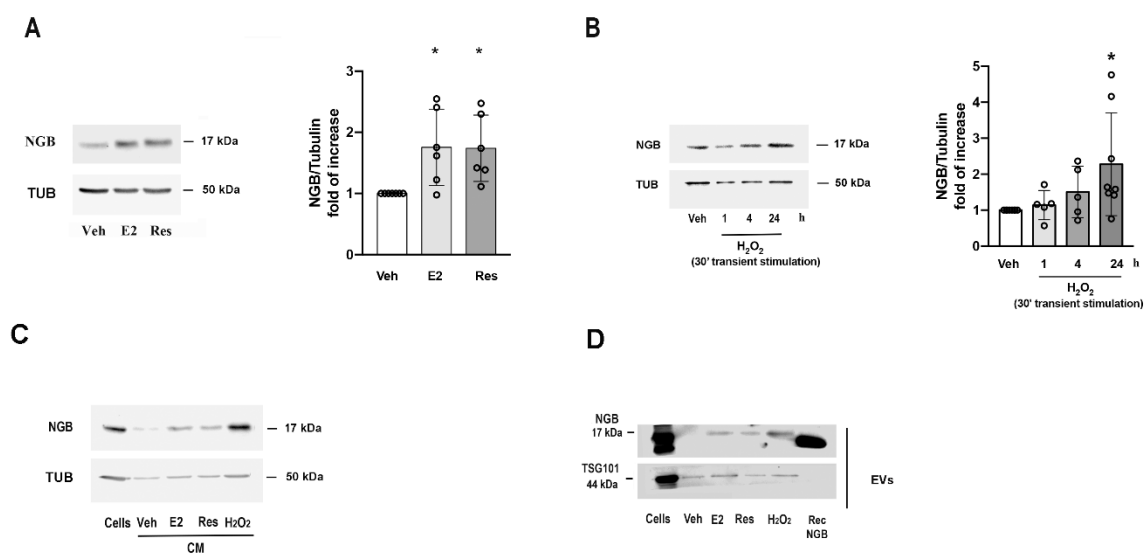 A
NGB
— 17 kDa
TUB
— 50 kDa
Veh E2 Res
NGB/Tubulin
fold of increase
3
2
1
0
* *
Veh E2 Res
B
NGB
— 17 kDa
TUB
— 50 kDa
Veh 1 4 24 h
H₂O₂
(30' transient stimulation)
NGB/Tubulin
fold of increase
5
4
3
2
1
0
*
Veh 1 4 24 h
H₂O₂
(30' transient stimulation)
C
NGB
— 17 kDa
TUB
— 50 kDa
Cells Veh E2 Res H₂O₂
CM
D
NGB
17 kDa —
TSG101
44 kDa —
EVs
Cells Veh E2 Res H₂O₂ Rec
NGB